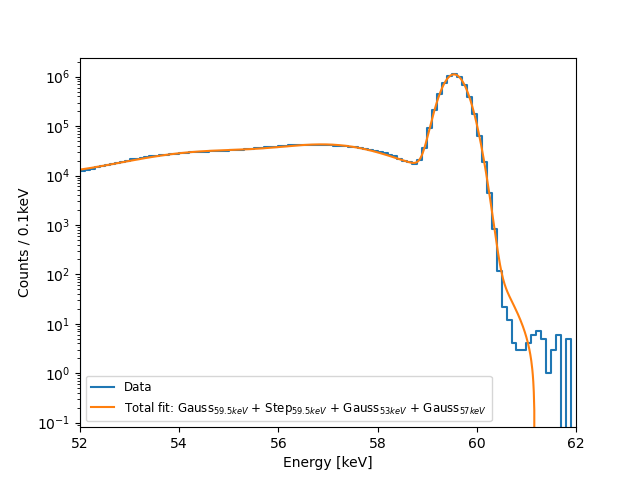 10⁶
10⁵
10⁴
10³
10²
10¹
10⁰
10⁻¹
Counts / 0.1keV
Data
Total fit: Gauss₅₉.₅ₖₑᵥ + Step₅₉.₅ₖₑᵥ + Gauss₅₃ₖₑᵥ + Gauss₅₇ₖₑᵥ
52 54 56 58 60 62
Energy [keV]